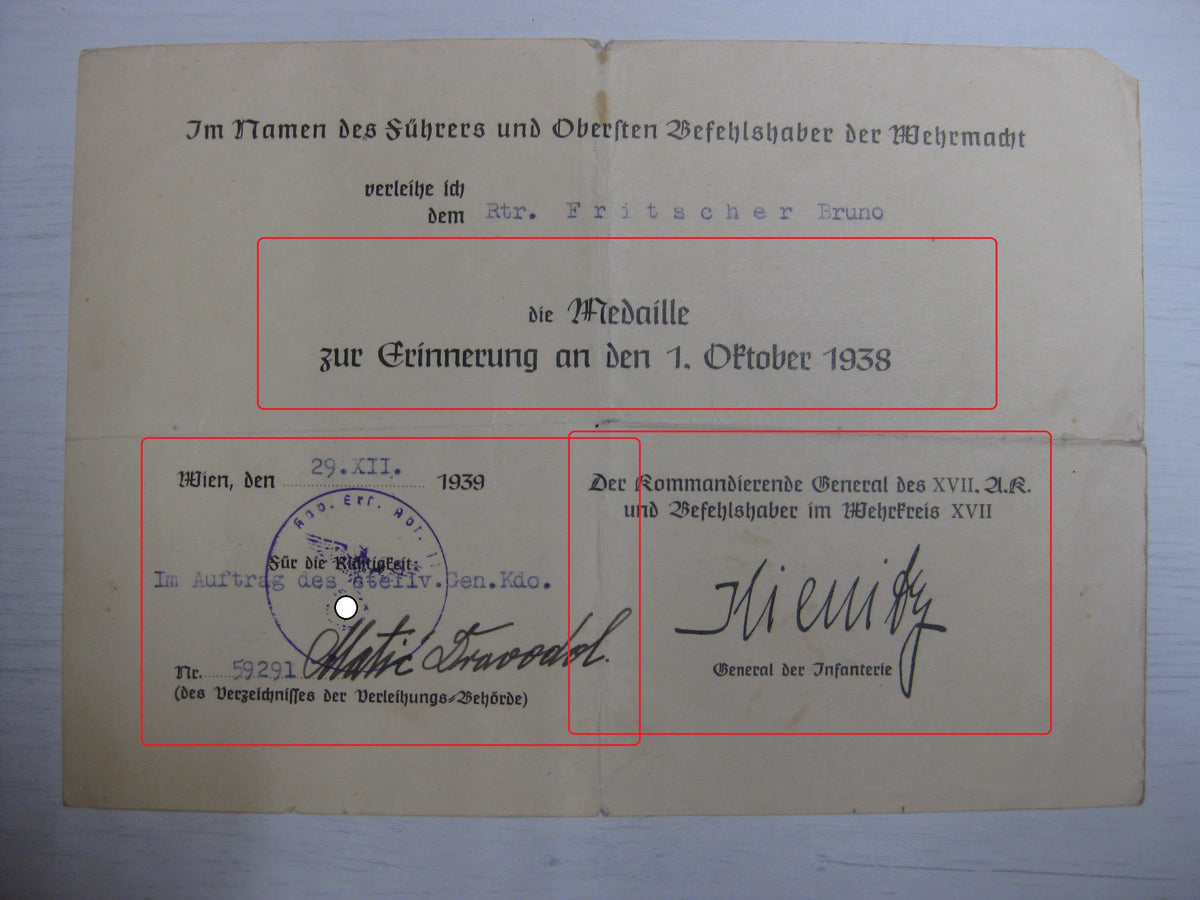 Im Namen des Führers und Obersten Befehlshaber der Wehrmacht
verleihe ich
dem Rtr. Fritscher Bruno
die Medaille
zur Erinnerung an den 1. Oktober 1938
Wien, den 29.XII. 1939
Für die Richtigkeit:
Im Auftrag des stellv.Gen.Kdo.
Nr. 59291
(des Verzeichnisses der Verleihungs-Behörde)
Der Kommandierende General des XVII. A.K.
und Befehlshaber im Wehrkreis XVII
Kienitz
General der Infanterie